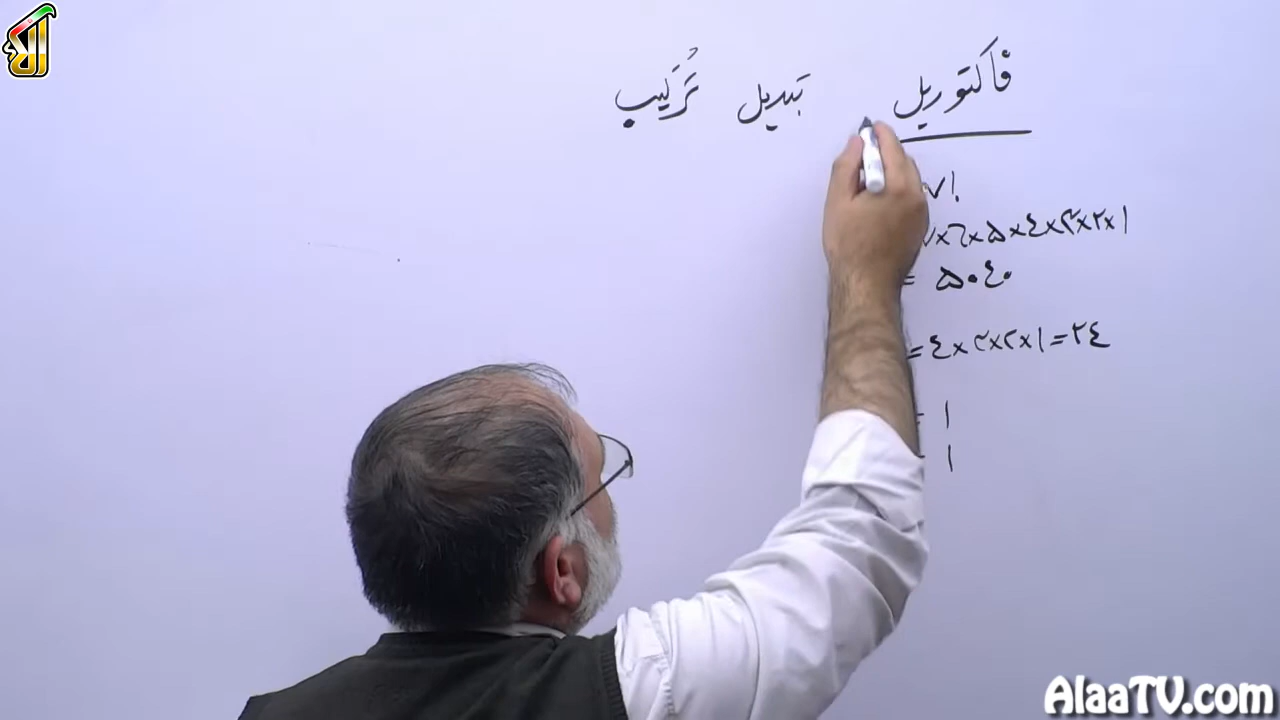 فاکتوریل تبدیل ترکیب
۷!
۷×۶×۵×۴×۳×۲×۱
= ۵۰۴۰
=۴×۳×۲×۱=۲۴
= ۱
۱
آلاء
AlaaTV.com